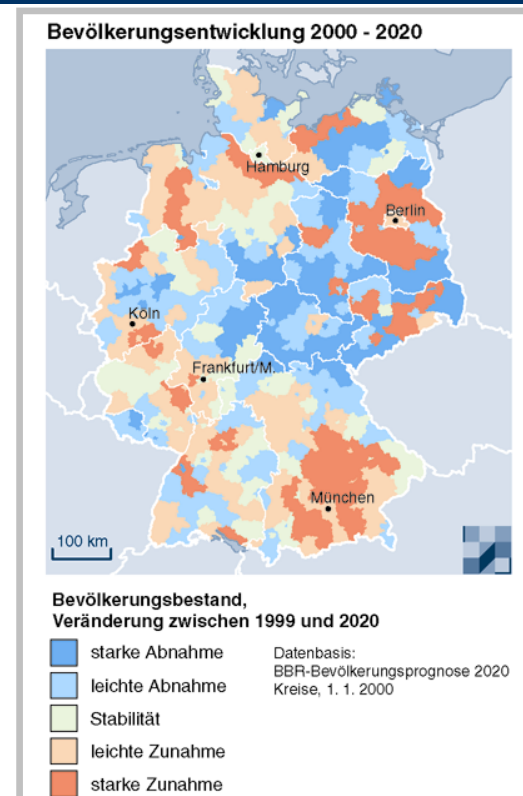 Bevölkerungsentwicklung 2000 - 2020
Hamburg
Berlin
Köln
Frankfurt/M.
München
100 km
Bevölkerungsbestand,
Veränderung zwischen 1999 und 2020
starke Abnahme
leichte Abnahme
Stabilität
leichte Zunahme
starke Zunahme
Datenbasis:
BBR-Bevölkerungsprognose 2020
Kreise, 1. 1. 2000